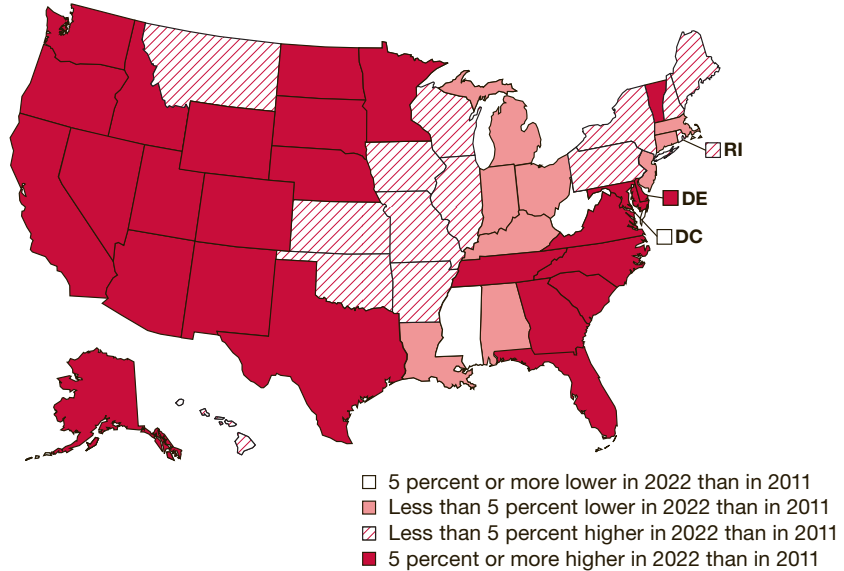 RI
DE
DC
5 percent or more lower in 2022 than in 2011
Less than 5 percent lower in 2022 than in 2011
Less than 5 percent higher in 2022 than in 2011
5 percent or more higher in 2022 than in 2011